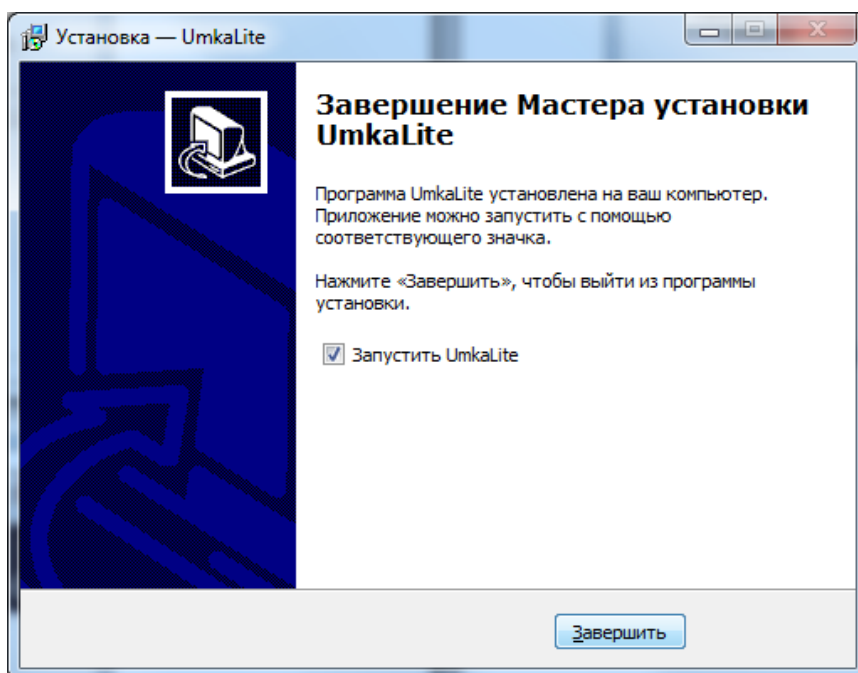 Установка — UmkaLite
Завершение Мастера установки
UmkaLite
Программа UmkaLite установлена на ваш компьютер.
Приложение можно запустить с помощью
соответствующего значка.
Нажмите «Завершить», чтобы выйти из программы
установки.
Запустить UmkaLite
Завершить